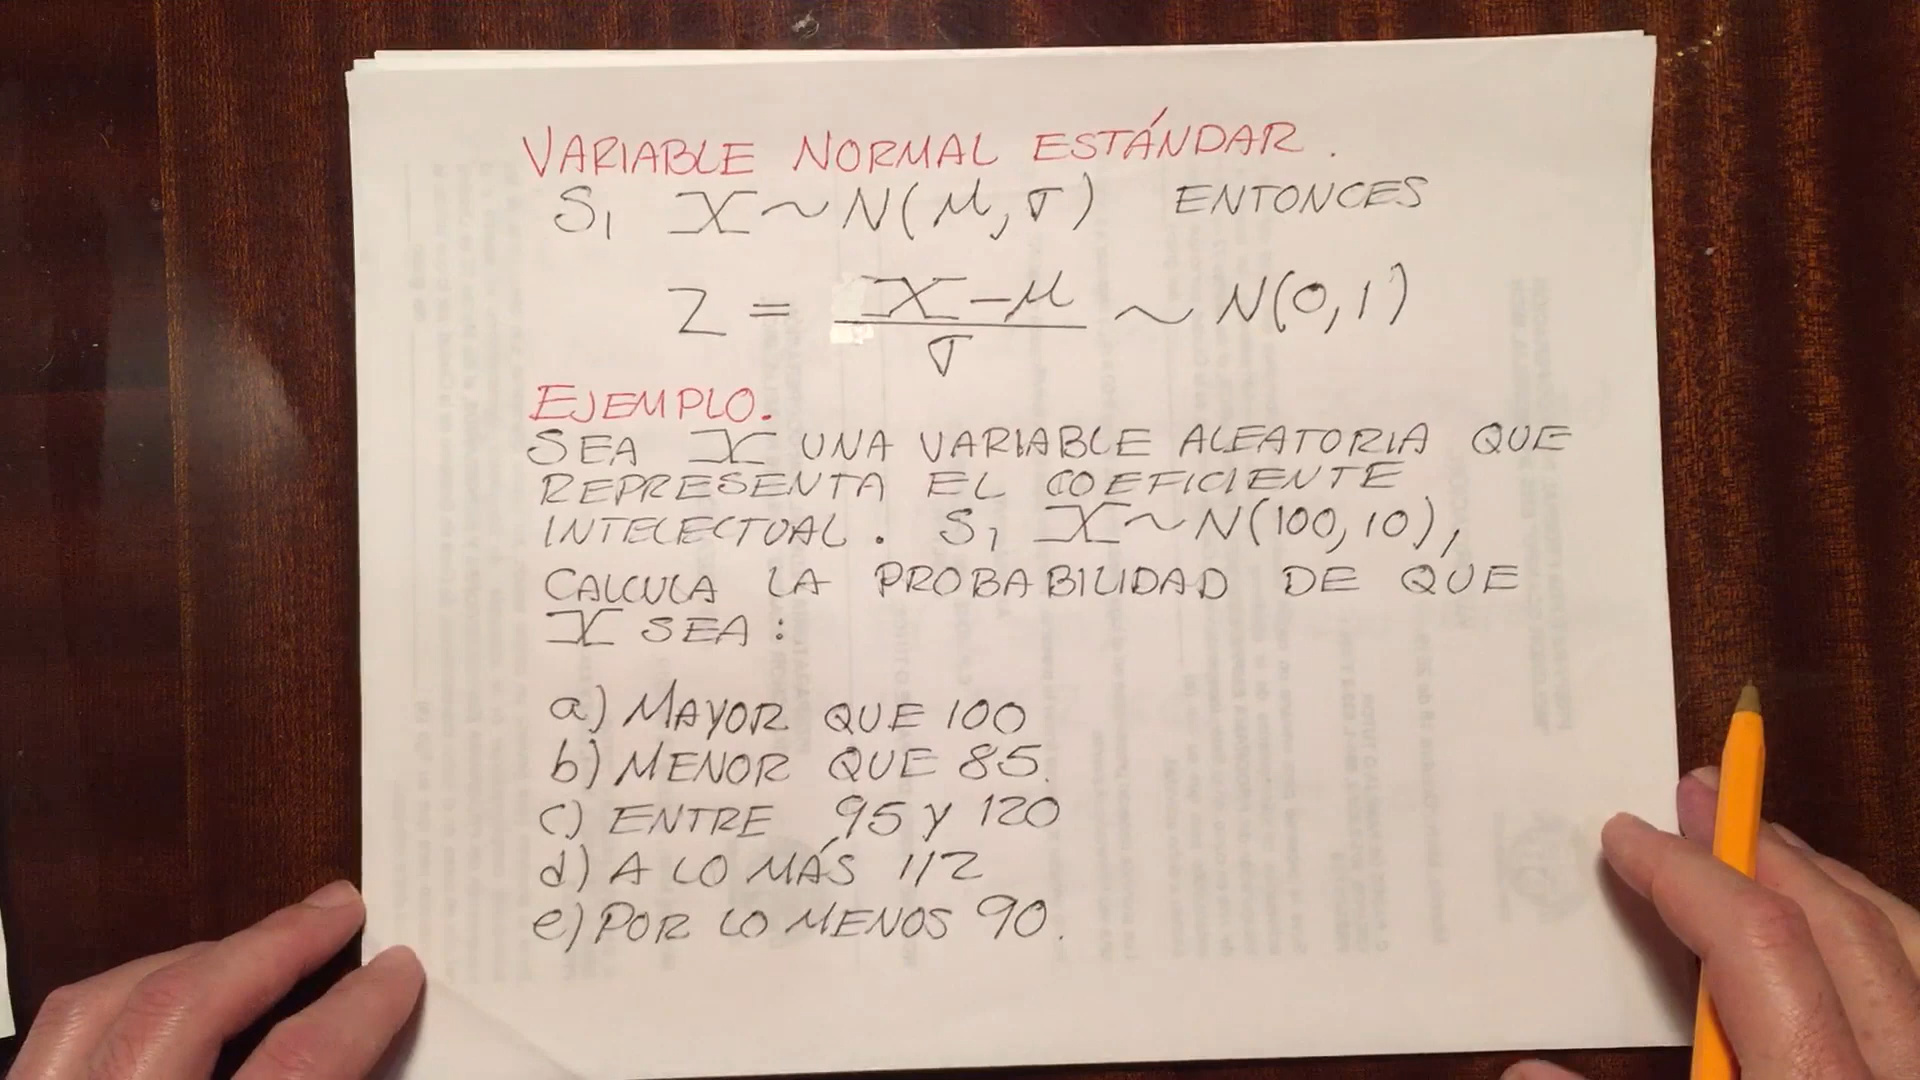 VARIABLE NORMAL ESTÁNDAR.
SI X ~ N(μ, σ) ENTONCES
Z = X - μ / σ ~ N(0, 1)
EJEMPLO.
SEA X UNA VARIABLE ALEATORIA QUE
REPRESENTA EL COEFICIENTE
INTELECTUAL. SI X ~ N(100, 10),
CALCULA LA PROBABILIDAD DE QUE
X SEA:
a) MAYOR QUE 100
b) MENOR QUE 85.
c) ENTRE 95 y 120
d) A LO MÁS 112
e) POR LO MENOS 90.